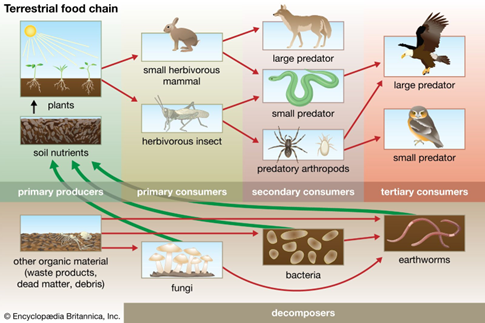 Terrestrial food chain
plants
soil nutrients
small herbivorous
mammal
herbivorous insect
large predator
small predator
predatory arthropods
large predator
small predator
primary producers
primary consumers
secondary consumers
tertiary consumers
other organic material
(waste products,
dead matter, debris)
fungi
bacteria
earthworms
© Encyclopædia Britannica, Inc.
decomposers